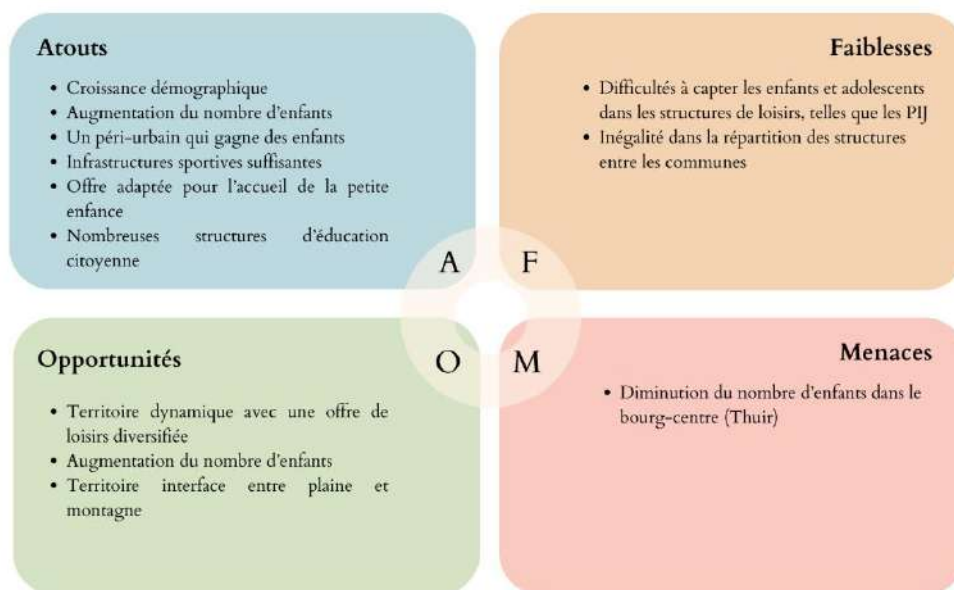 Atouts
• Croissance démographique
• Augmentation du nombre d'enfants
• Un péri-urbain qui gagne des enfants
• Infrastructures sportives suffisantes
• Offre adaptée pour l'accueil de la petite
enfance
• Nombreuses structures d'éducation
citoyenne
A
Faiblesses
• Difficultés à capter les enfants et adolescents
dans les structures de loisirs, telles que les PIJ
• Inégalité dans la répartition des structures
entre les communes
F
Opportunités
O
• Territoire dynamique avec une offre de
loisirs diversifiée
• Augmentation du nombre d'enfants
• Territoire interface entre plaine et
montagne
M
Menaces
• Diminution du nombre d'enfants dans le
bourg-centre (Thuir)